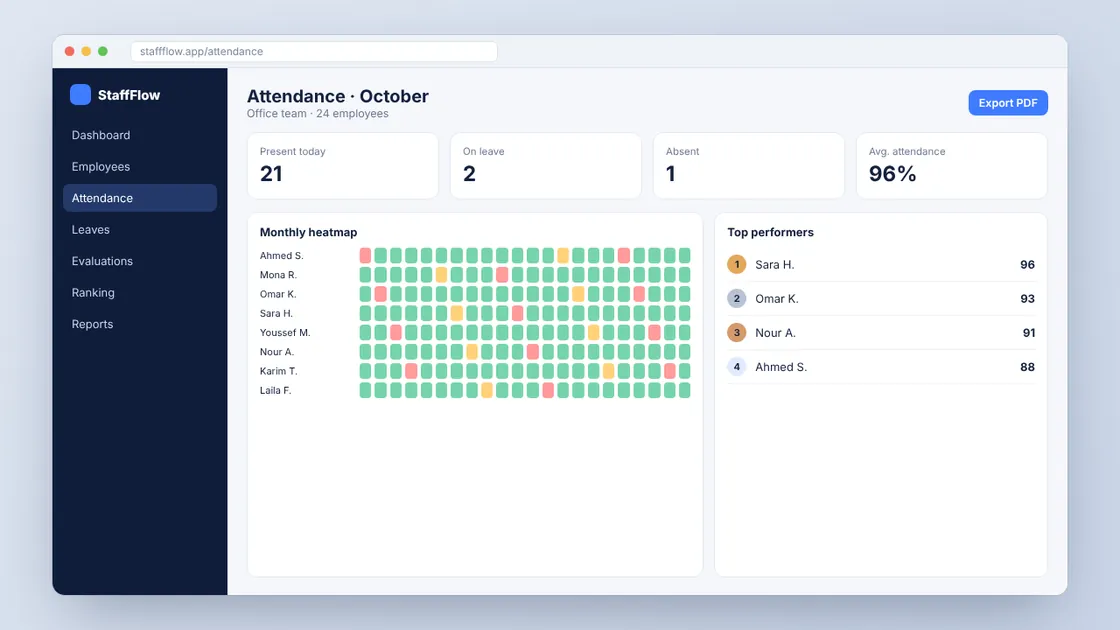 staffflow.app/attendance
StaffFlow
Dashboard
Employees
Attendance
Leaves
Evaluations
Ranking
Reports
Attendance · October
Office team · 24 employees
Export PDF
Present today
21
On leave
2
Absent
1
Avg. attendance
96%
Monthly heatmap
Ahmed S.
Mona R.
Omar K.
Sara H.
Youssef M.
Nour A.
Karim T.
Laila F.
Top performers
1 Sara H. 96
2 Omar K. 93
3 Nour A. 91
4 Ahmed S. 88